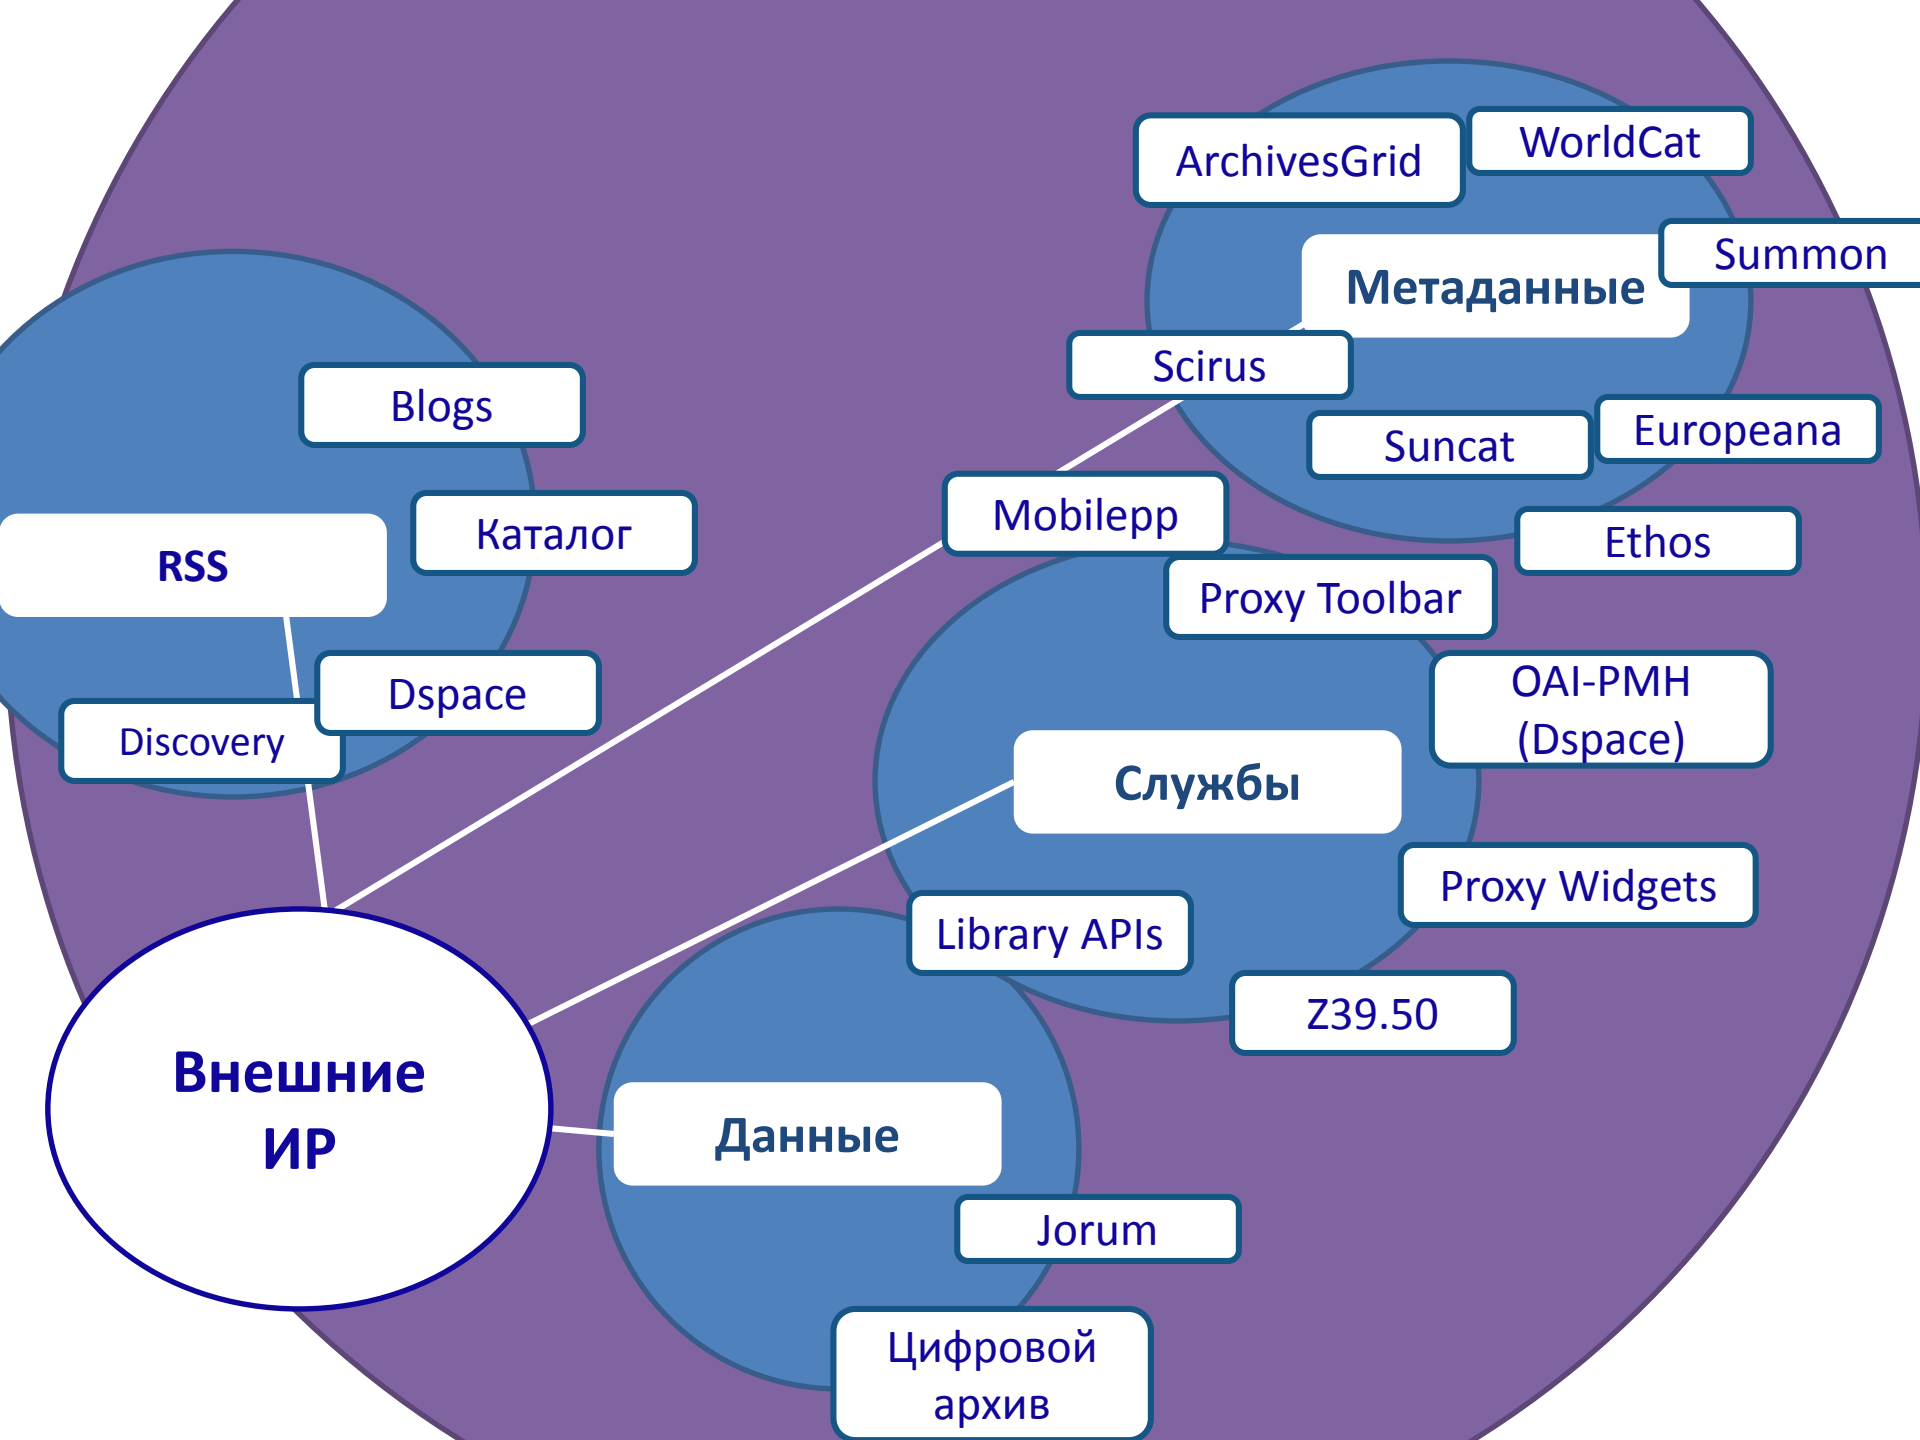 ArchivesGrid
WorldCat
Summon
Метаданные
Scirus
Suncat
Europeana
Ethos
Blogs
Каталог
RSS
Dspace
Discovery
Mobilepp
Proxy Toolbar
OAI-PMH
(Dspace)
Службы
Proxy Widgets
Library APIs
Z39.50
Внешние
ИР
Данные
Jorum
Цифровой
архив